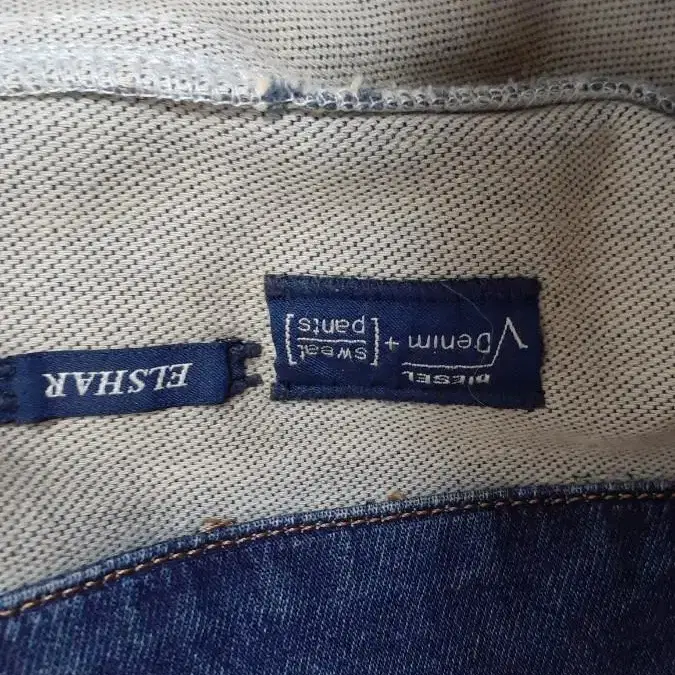 DIESEL
√Denim + [sweat
pants]
ELSHAR